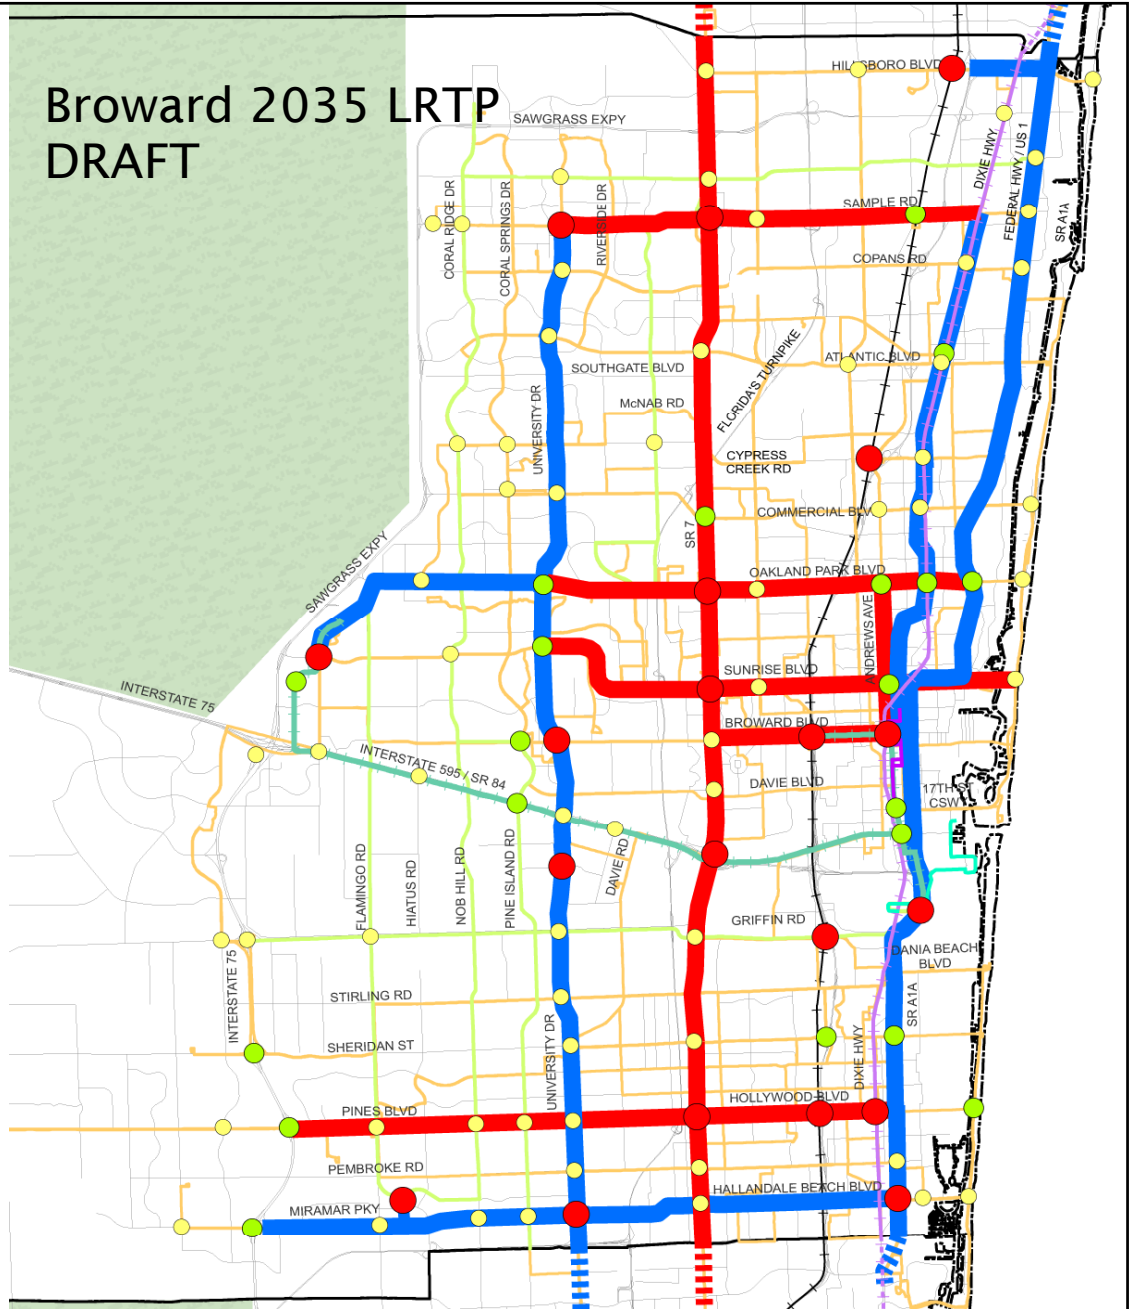 Broward 2035 LRTP
DRAFT
HILLSBORO BLVD
SAWGRASS EXPY
DIXIE HWY
FEDERAL HWY / US 1
SR A1A
CORAL RIDGE DR
CORAL SPRINGS DR
RIVERSIDE DR
SAMPLE RD
COPANS RD
ATLANTIC BLVD
SOUTHGATE BLVD
FLORIDA'S TURNPIKE
McNAB RD
UNIVERSITY DR
CYPRESS
CREEK RD
COMMERCIAL BLVD
SR 7
SAWGRASS EXPY
OAKLAND PARK BLVD
ANDREWS AVE
SUNRISE BLVD
INTERSTATE 75
BROWARD BLVD
INTERSTATE 595 / SR 84
DAVIE BLVD
17TH ST
CSWY
FLAMINGO RD
HIATUS RD
NOB HILL RD
PINE ISLAND RD
DAVIE RD
GRIFFIN RD
DANIA BEACH
BLVD
INTERSTATE 75
STIRLING RD
SR A1A
SHERIDAN ST
UNIVERSITY DR
DIXIE HWY
HOLLYWOOD BLVD
PINES BLVD
PEMBROKE RD
HALLANDALE BEACH BLVD
MIRAMAR PKY